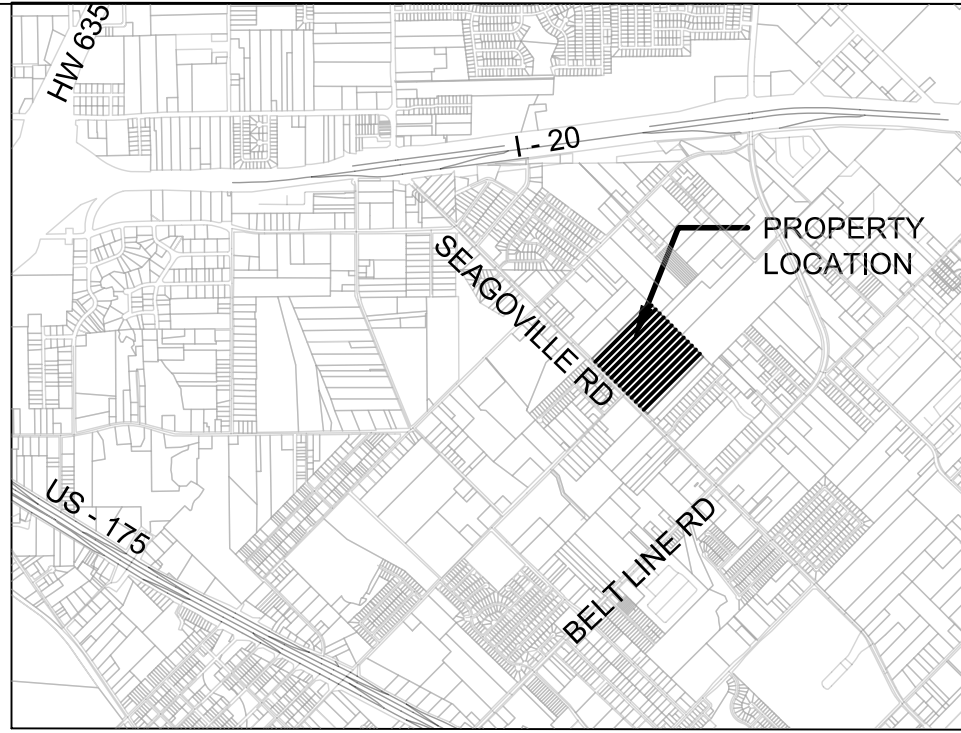 HW 635
I - 20
PROPERTY
LOCATION
SEAGOVILLE RD
US - 175
BELT LINE RD